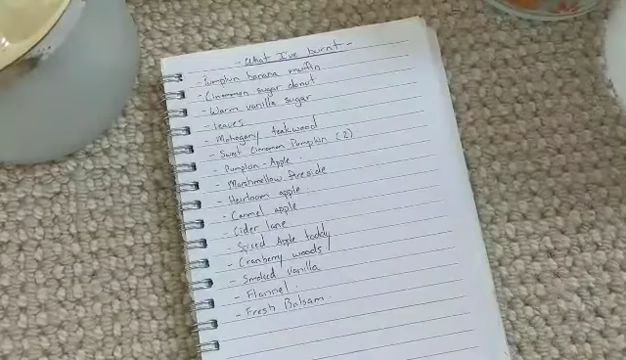 - What I've burnt -
- Pumpkin banana muffin
- Cinnamon sugar donut
- Warm vanilla sugar
- leaves
- Mahogany teakwood
- Sweet Cinnamon Pumpkin (2)
- Pumpkin Apple
- Marshmallow fireside
- Heirloom apple
- Carmel apple
- Cider lane
- Spiced Apple toddy
- Cranberry woods
- Smoked vanilla
- Flannel
- Fresh Balsam